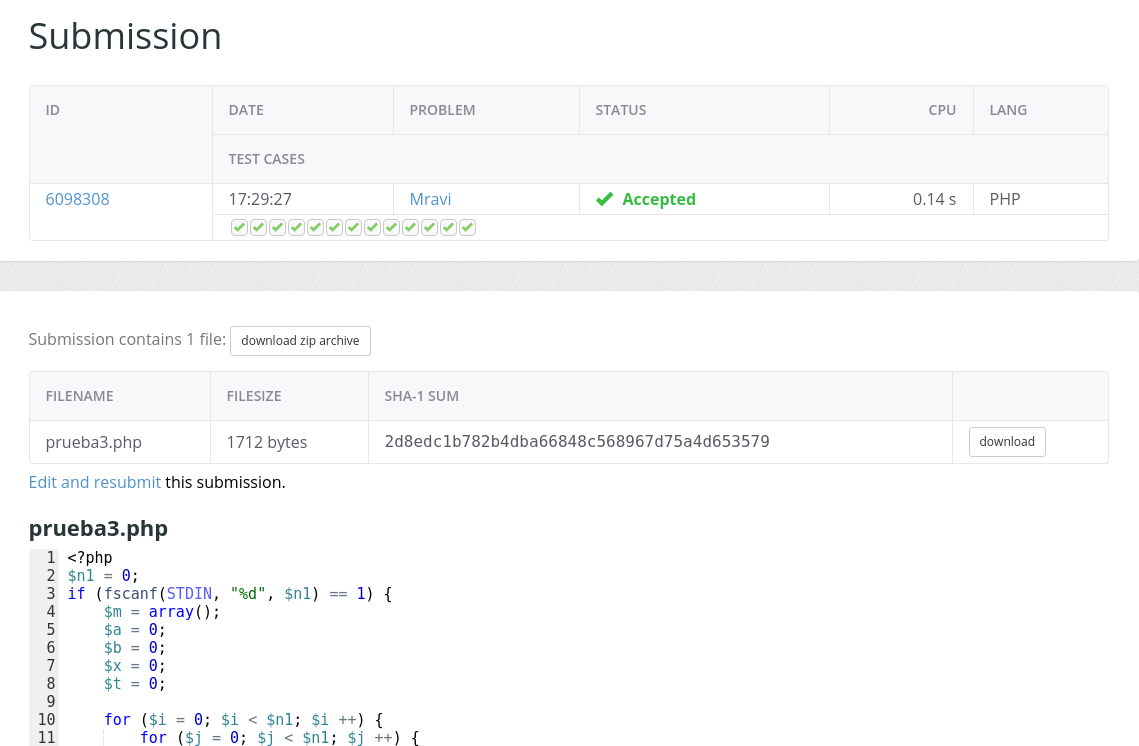 Submission
ID DATE PROBLEM STATUS CPU LANG
TEST CASES
6098308 17:29:27 Mravi Accepted 0.14 s PHP
Submission contains 1 file: download zip archive
FILENAME FILESIZE SHA-1 SUM
prueba3.php 1712 bytes 2d8edc1b782b4dba66848c568967d75a4d653579 download
Edit and resubmit this submission.
prueba3.php
1 <?php
2 $n1 = 0;
3 if (fscanf(STDIN, "%d", $n1) == 1) {
4     $m = array();
5     $a = 0;
6     $b = 0;
7     $x = 0;
8     $t = 0;
9
10     for ($i = 0; $i < $n1; $i ++) {
11         for ($j = 0; $j < $n1; $j ++) {